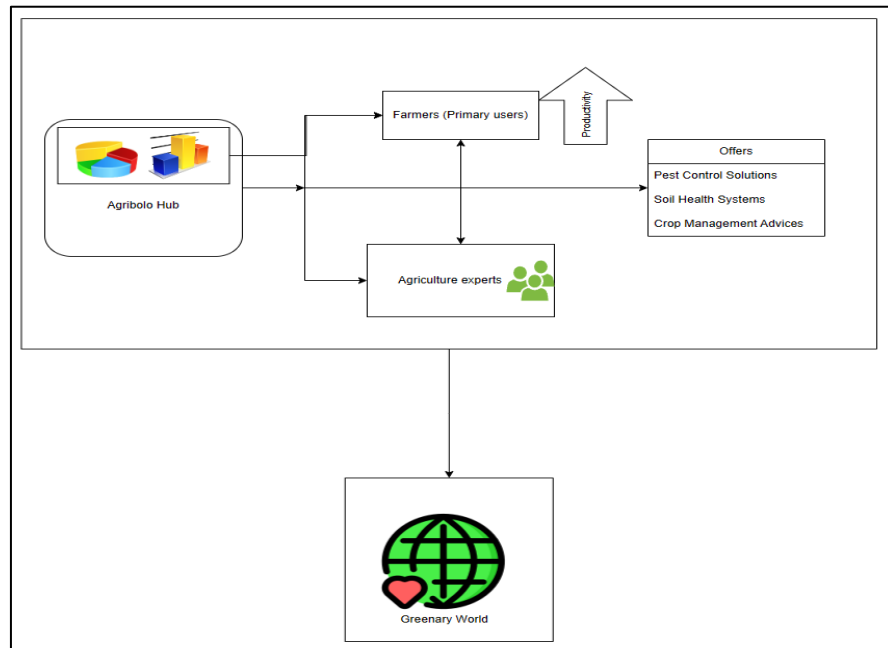 Farmers (Primary users)
Productivity
Agribolo Hub
Offers
Pest Control Solutions
Soil Health Systems
Crop Management Advices
Agriculture experts
Greenary World